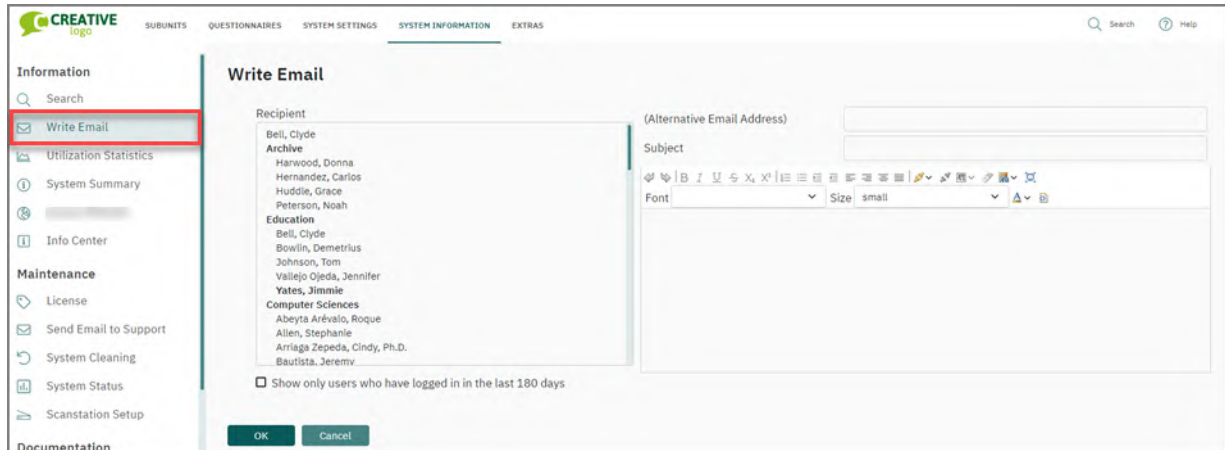 CREATIVE
logo
SUBUNITS QUESTIONNAIRES SYSTEM SETTINGS SYSTEM INFORMATION EXTRAS Search Help
Information
Search
Write Email
Utilization Statistics
System Summary
Info Center
Maintenance
License
Send Email to Support
System Cleaning
System Status
Scanstation Setup
Documentation
Write Email
Recipient
Bell, Clyde
Archive
Harwood, Donna
Hernandez, Carlos
Huddle, Grace
Peterson, Noah
Education
Bell, Clyde
Bowlin, Demetrius
Johnson, Tom
Vallejo Ojeda, Jennifer
Yates, Jimmie
Computer Sciences
Abeyta Arévalo, Roque
Allen, Stephanie
Arriaga Zepeda, Cindy, Ph.D.
Bautista, Jeremy
Show only users who have logged in in the last 180 days
OK Cancel
(Alternative Email Address)
Subject
Font Size small